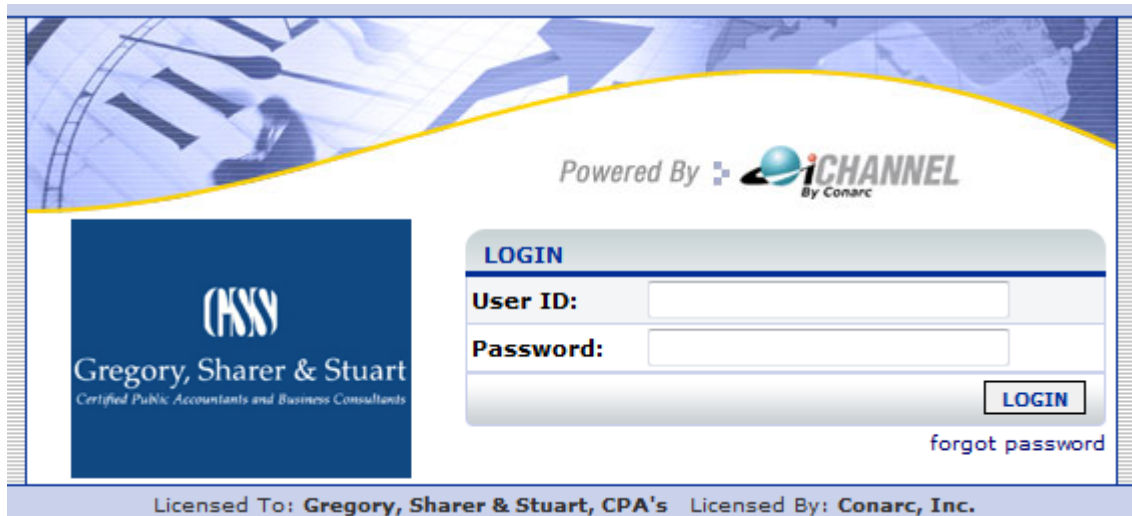 Powered By iCHANNEL
By Conarc
LOGIN
User ID:
Password:
Gregory, Sharer & Stuart
Certified Public Accountants and Business Consultants
LOGIN
forgot password
Licensed To: Gregory, Sharer & Stuart, CPA's Licensed By: Conarc, Inc.